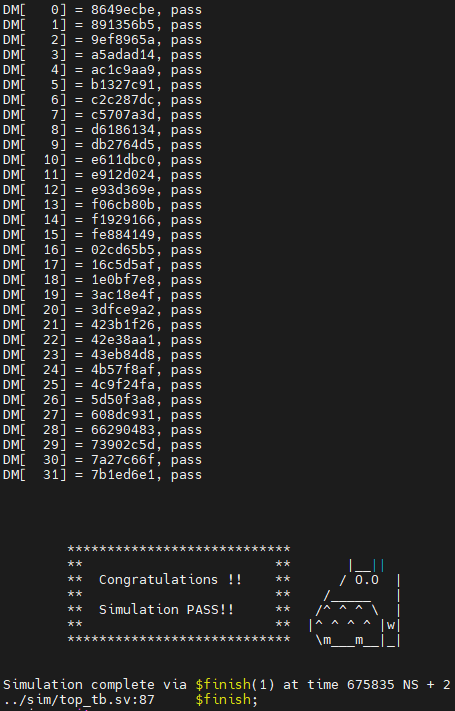 DM[   0] = 8649ecbe, pass
DM[   1] = 891356b5, pass
DM[   2] = 9ef8965a, pass
DM[   3] = a5adad14, pass
DM[   4] = ac1c9aa9, pass
DM[   5] = b1327c91, pass
DM[   6] = c2c287dc, pass
DM[   7] = c5707a3d, pass
DM[   8] = d6186134, pass
DM[   9] = db2764d5, pass
DM[  10] = e611dbc0, pass
DM[  11] = e912d024, pass
DM[  12] = e93d369e, pass
DM[  13] = f06cb80b, pass
DM[  14] = f1929166, pass
DM[  15] = fe884149, pass
DM[  16] = 02cd65b5, pass
DM[  17] = 16c5d5af, pass
DM[  18] = 1e0bf7e8, pass
DM[  19] = 3ac18e4f, pass
DM[  20] = 3dfce9a2, pass
DM[  21] = 423b1f26, pass
DM[  22] = 42e38aa1, pass
DM[  23] = 43eb84d8, pass
DM[  24] = 4b57f8af, pass
DM[  25] = 4c9f24fa, pass
DM[  26] = 5d50f3a8, pass
DM[  27] = 608dc931, pass
DM[  28] = 66290483, pass
DM[  29] = 73902c5d, pass
DM[  30] = 7a27c66f, pass
DM[  31] = 7b1ed6e1, pass
        ****************************
        **                        **       |__||
        **  Congratulations !!    **      / O.O  |
        **                        **    /_____   |
        **  Simulation PASS!!     **   /^ ^ ^ \  |
        **                        **  |^ ^ ^ ^ |w|
        ****************************   \m___m__|_|
Simulation complete via $finish(1) at time 675835 NS + 2
../sim/top_tb.sv:87     $finish;